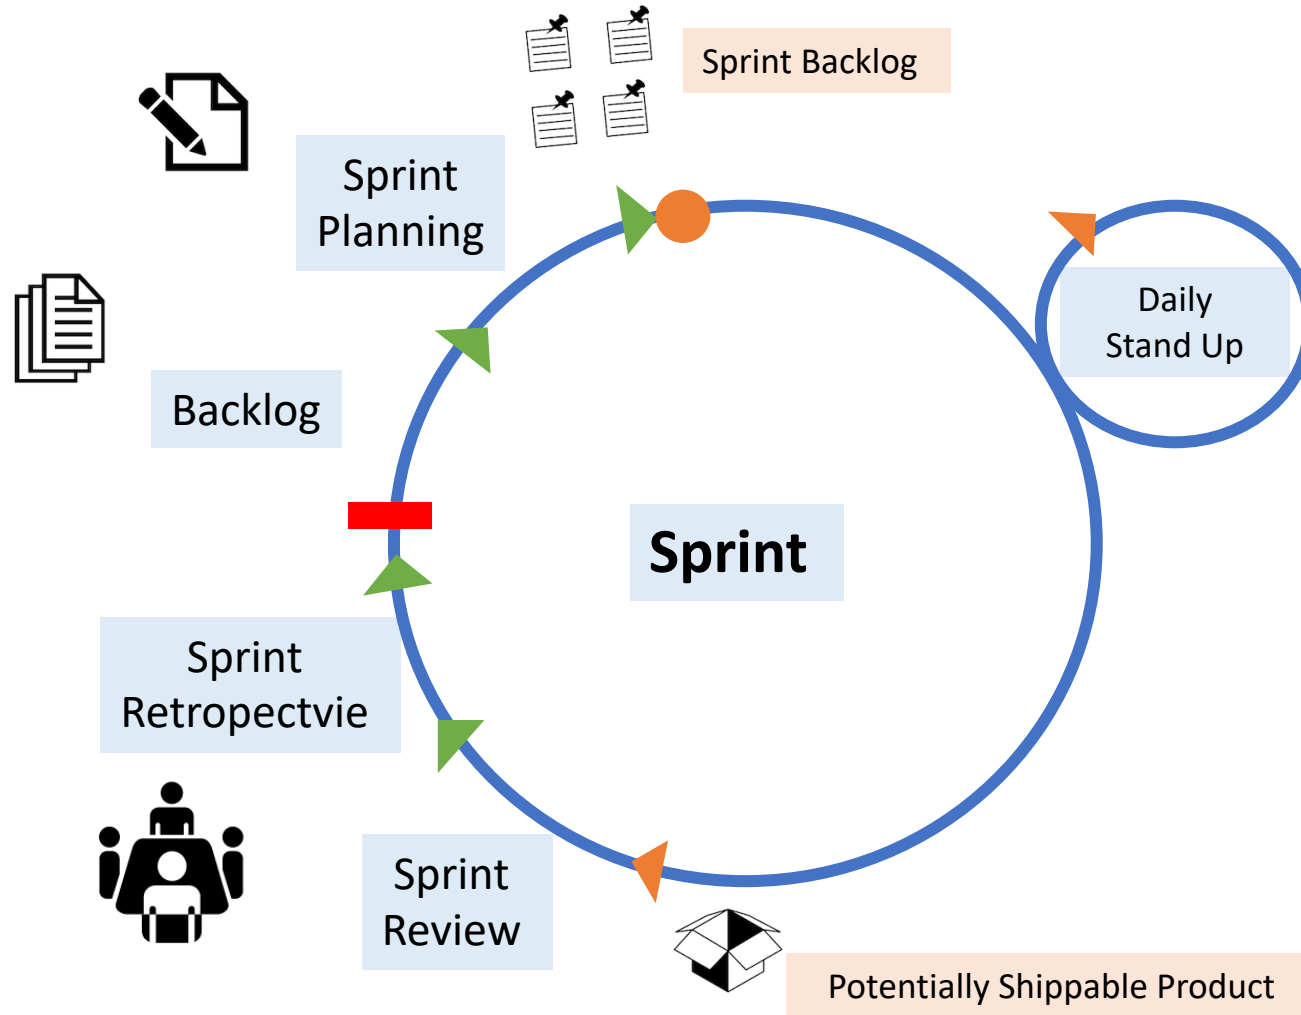 Sprint Backlog
Sprint
Planning
Daily
Stand Up
Backlog
Sprint
Sprint
Retropectvie
Sprint
Review
Potentially Shippable Product